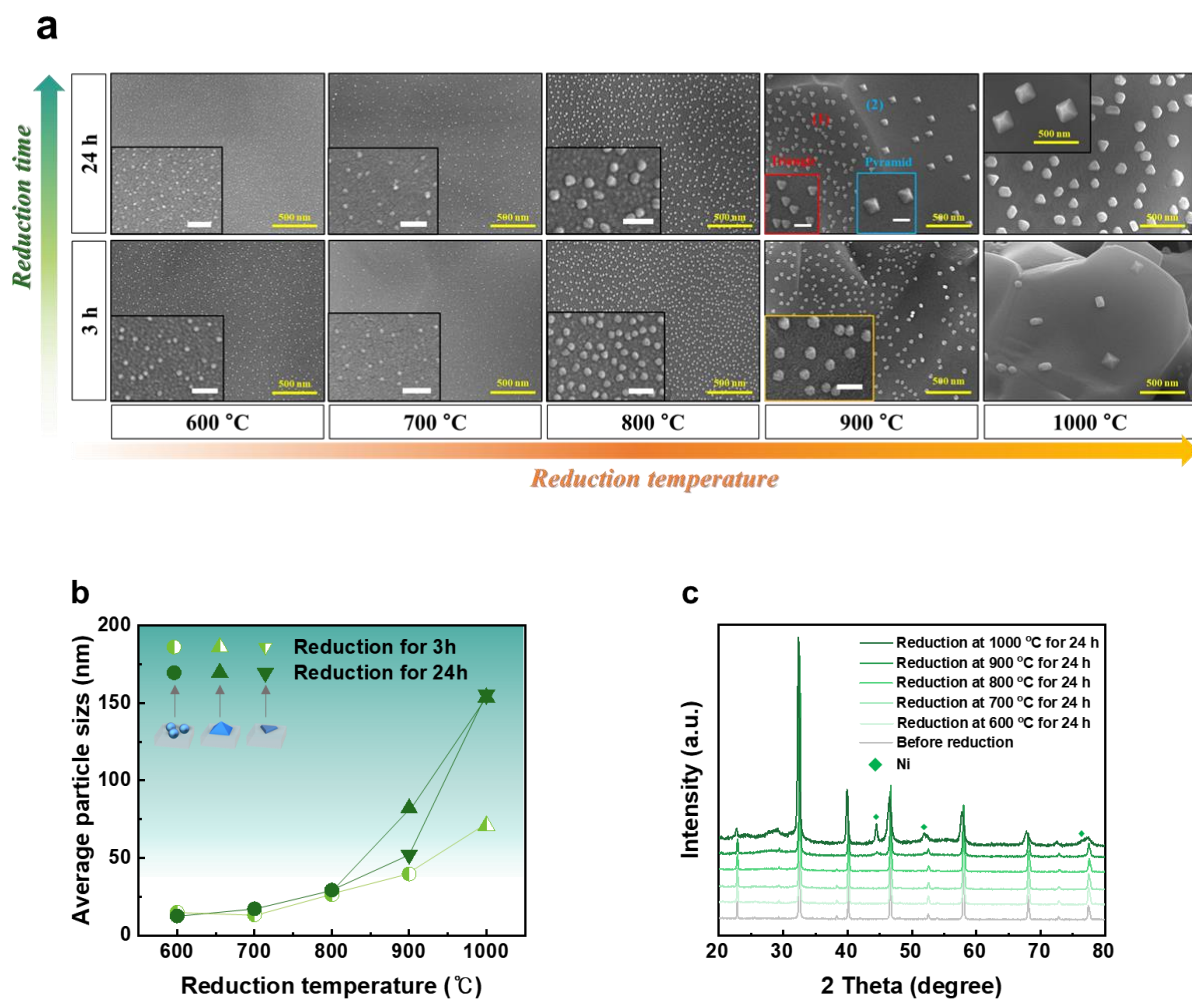 a
Reduction time
24 h
3 h
500 nm
500 nm
500 nm
(1)
(2)
Pyramid
500 nm
500 nm
500 nm
500 nm
500 nm
500 nm
500 nm
500 nm
600 °C
700 °C
800 °C
900 °C
1000 °C
Reduction temperature
b
Average particle sizs (nm)
200
150
100
50
0
Reduction for 3h
Reduction for 24h
600
700
800
900
1000
Reduction temperature (℃)
c
Intensity (a.u.)
Reduction at 1000 °C for 24 h
Reduction at 900 °C for 24 h
Reduction at 800 °C for 24 h
Reduction at 700 °C for 24 h
Reduction at 600 °C for 24 h
Before reduction
Ni
20
30
40
50
60
70
80
2 Theta (degree)